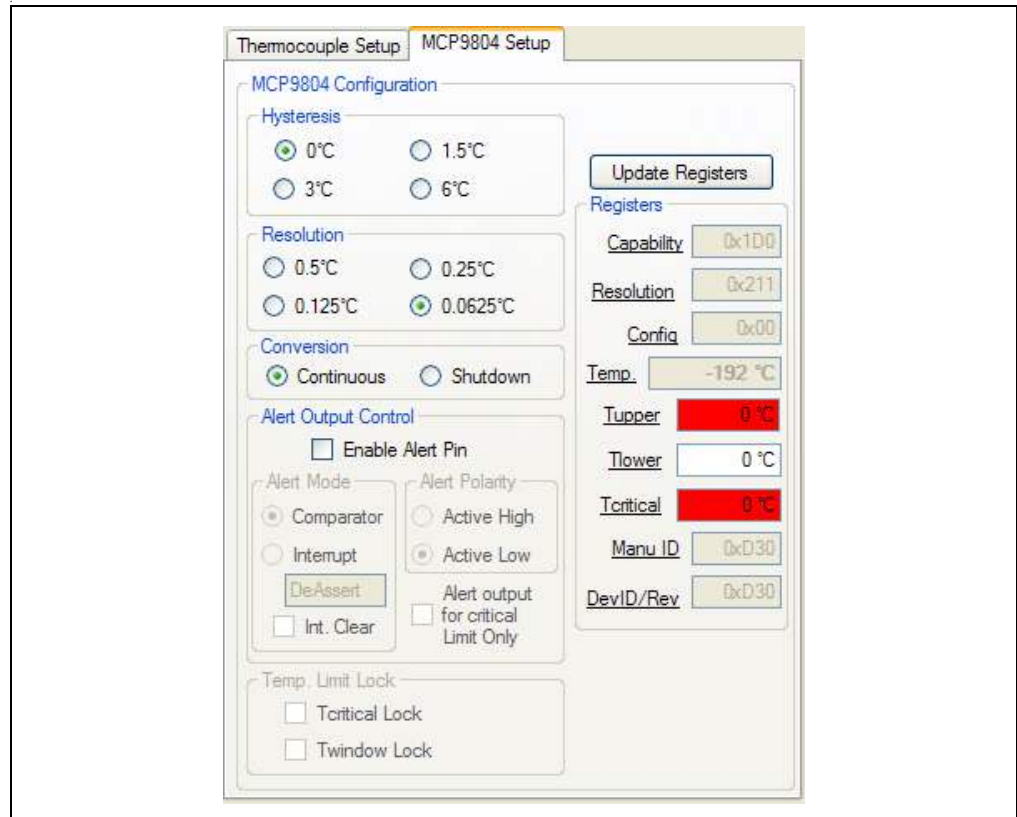 Thermocouple Setup MCP9804 Setup
MCP9804 Configuration
Hysteresis
0°C 1.5°C
3°C 6°C
Resolution
0.5°C 0.25°C
0.125°C 0.0625°C
Conversion
Continuous Shutdown
Alert Output Control
Enable Alert Pin
Alert Mode
Comparator
Interrupt
DeAssert
Int. Clear
Alert Polarity
Active High
Active Low
Alert output
for critical
Limit Only
Temp. Limit Lock
Tcritical Lock
Twindow Lock
Update Registers
Registers
Capability 0x1D0
Resolution 0x211
Config 0x00
Temp. -192 °C
Tupper 0 °C
Tlower 0 °C
Tcritical 0 °C
Manu ID 0xD30
DevID/Rev 0xD30